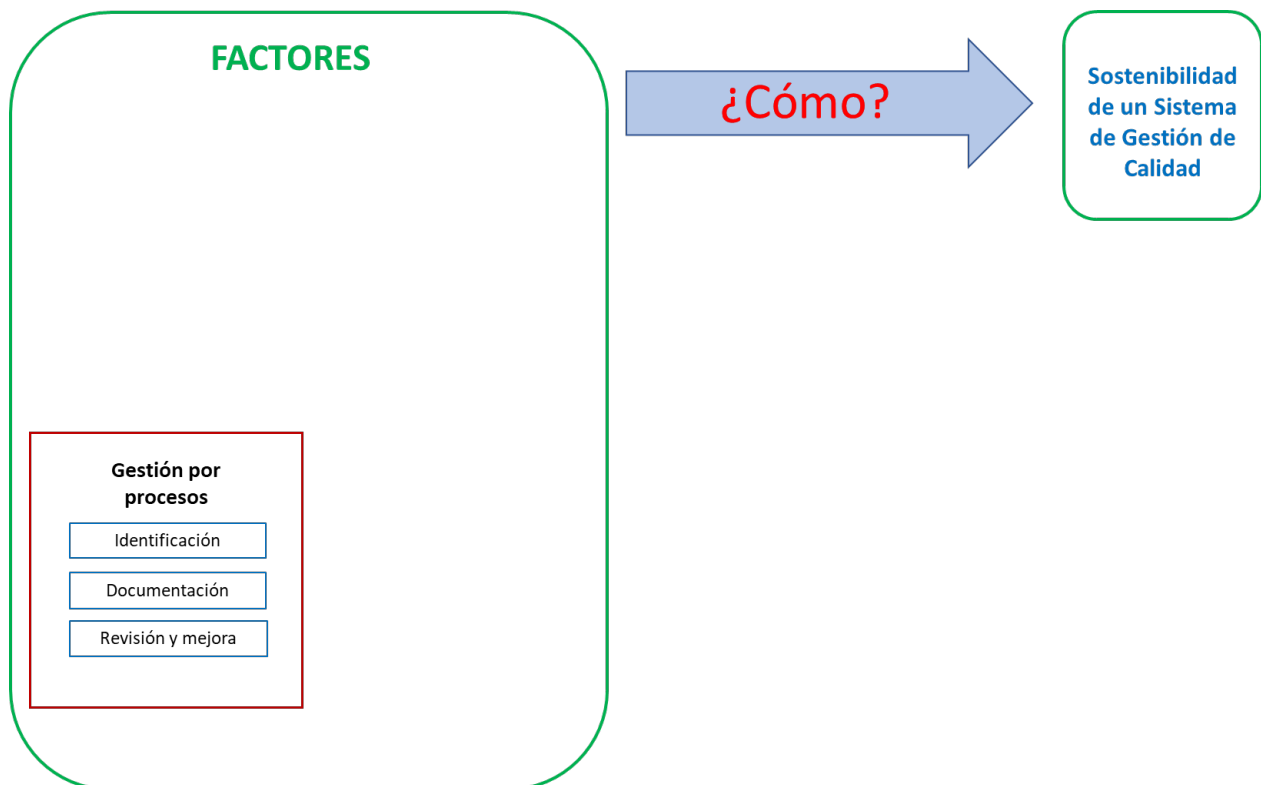 FACTORES
¿Cómo?
Sostenibilidad
de un Sistema
de Gestión de
Calidad
Gestión por
procesos
Identificación
Documentación
Revisión y mejora